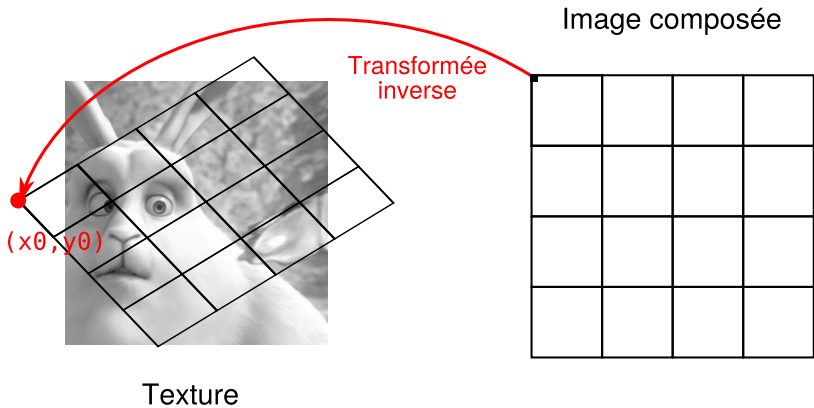 Image composée
Transformée
inverse
(x0,y0)
Texture